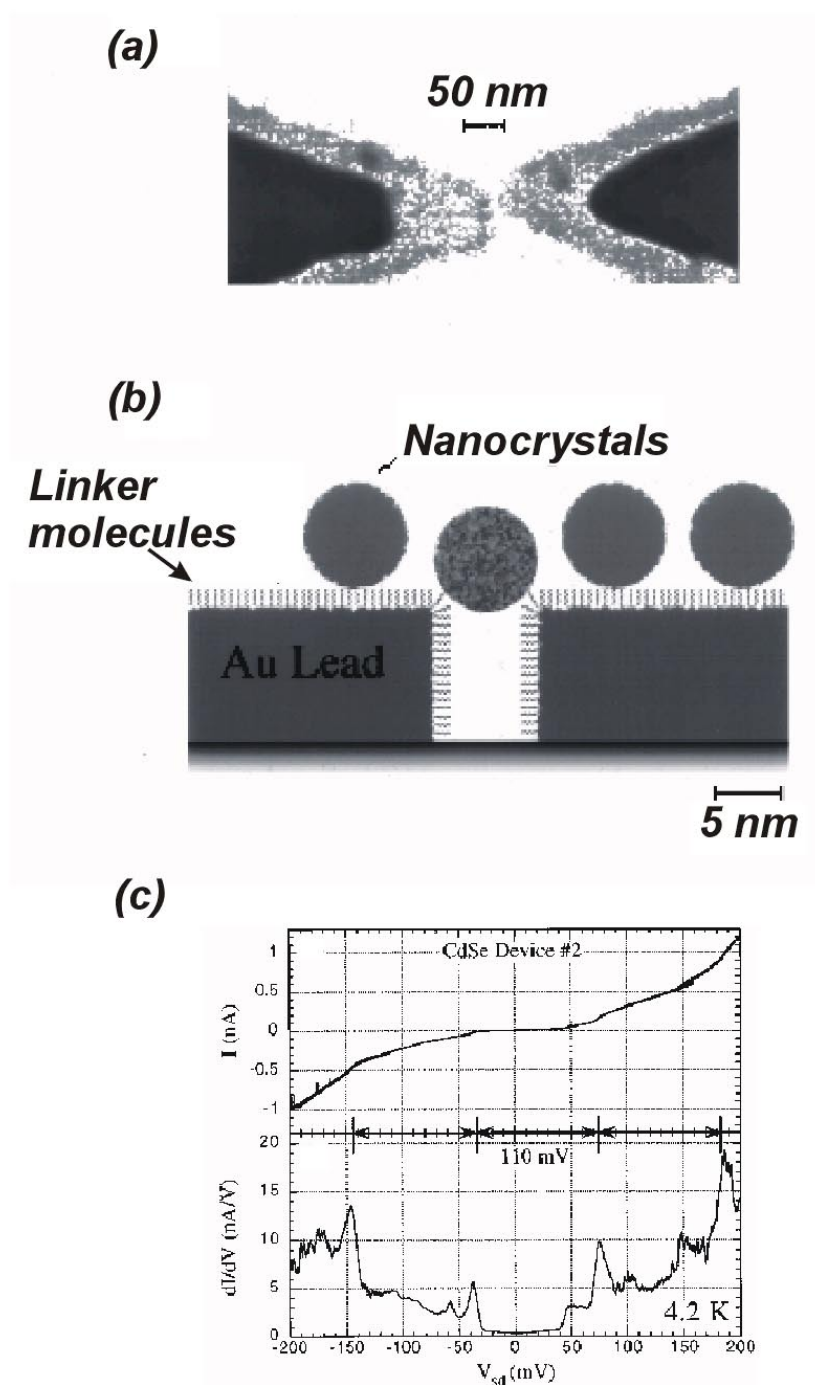 (a)
50 nm
(b)
Nanocrystals
Linker
molecules
Au Lead
5 nm
(c)
CdSe Device #2
1
0.5
0
-0.5
-1
I (nA)
110 mV
20
15
10
5
0
dI/dV (nA/V)
4.2 K
-200 -150 -100 -50 0 50 100 150 200
Vsd (mV)